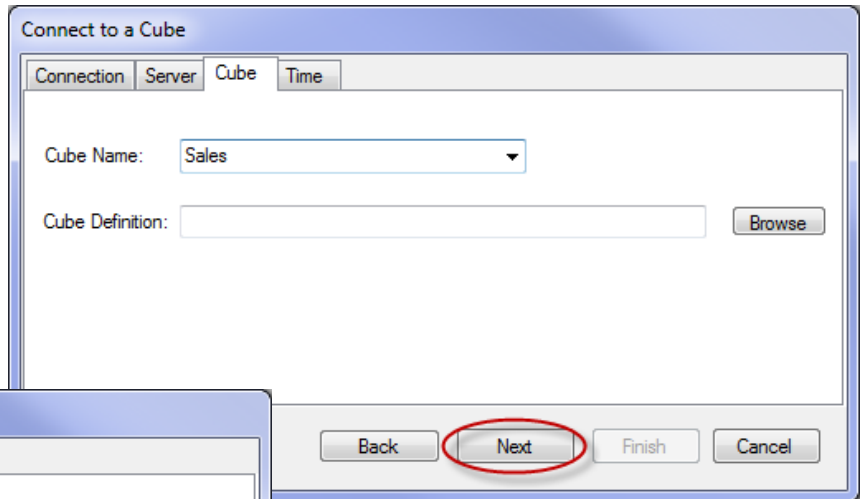 Connect to a Cube
Connection Server Cube Time
Cube Name: Sales
Cube Definition: Browse
Back Next Finish Cancel